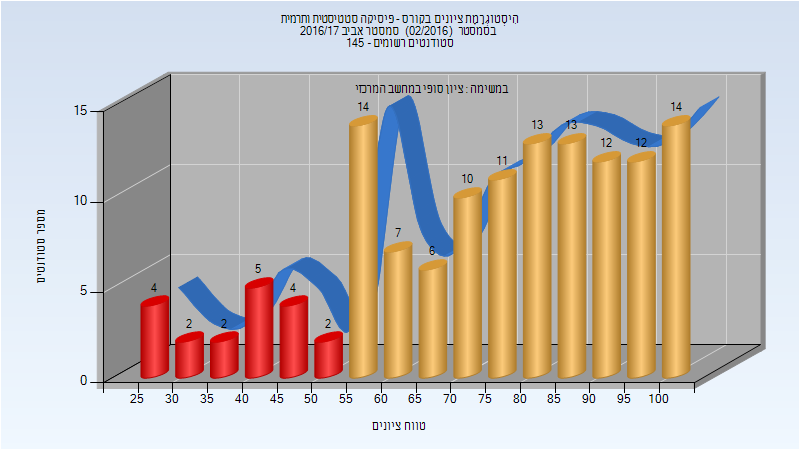 היסטוגרמת ציונים בקורס - פיסיקה סטטיסטית ותרמית
בסמסטר (02/2016) סמסטר אביב 2016/17
סטודנטים רשומים - 145
במשימה : ציון סופי במחשב המרכזי
מספר סטודנטים
15
10
5
0
4
2
2
5
4
2
14
7
6
10
11
13
13
12
12
14
25 30 35 40 45 50 55 60 65 70 75 80 85 90 95 100
טווח ציונים